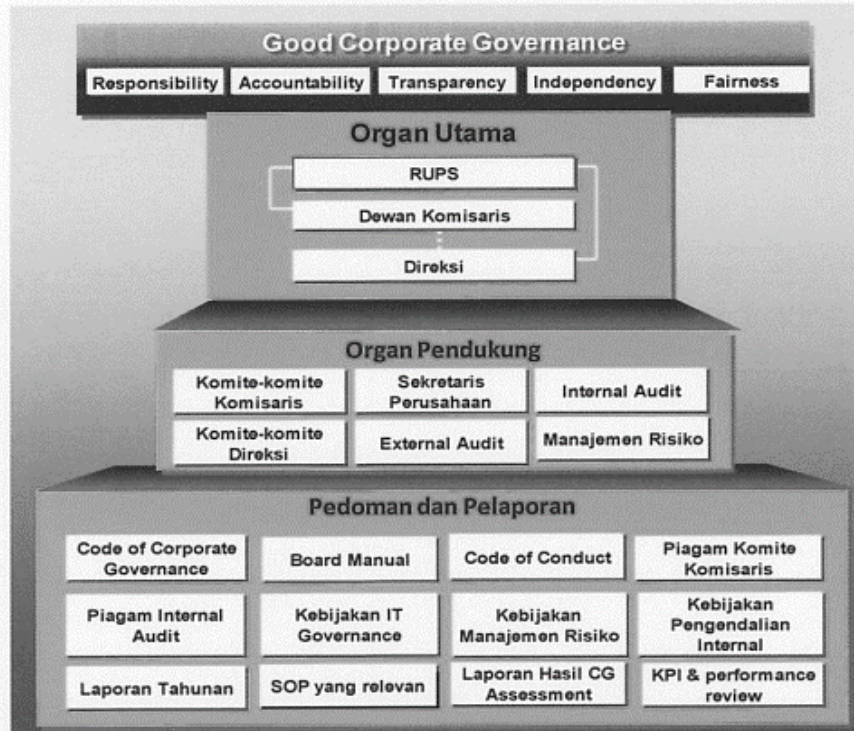 Good Corporate Governance
Responsibility
Accountability
Transparency
Independency
Fairness
Organ Utama
RUPS
Dewan Komisaris
Direksi
Organ Pendukung
Komite-komite
Komisaris
Sekretaris
Perusahaan
Internal Audit
Komite-komite
Direksi
External Audit
Manajemen Risiko
Pedoman dan Pelaporan
Code of Corporate
Governance
Board Manual
Code of Conduct
Piagam Komite
Komisaris
Piagam Internal
Audit
Kebijakan IT
Governance
Kebijakan
Manajemen Risiko
Kebijakan
Pengendalian
Internal
Laporan Tahunan
SOP yang relevan
Laporan Hasil CG
Assessment
KPI & performance
review